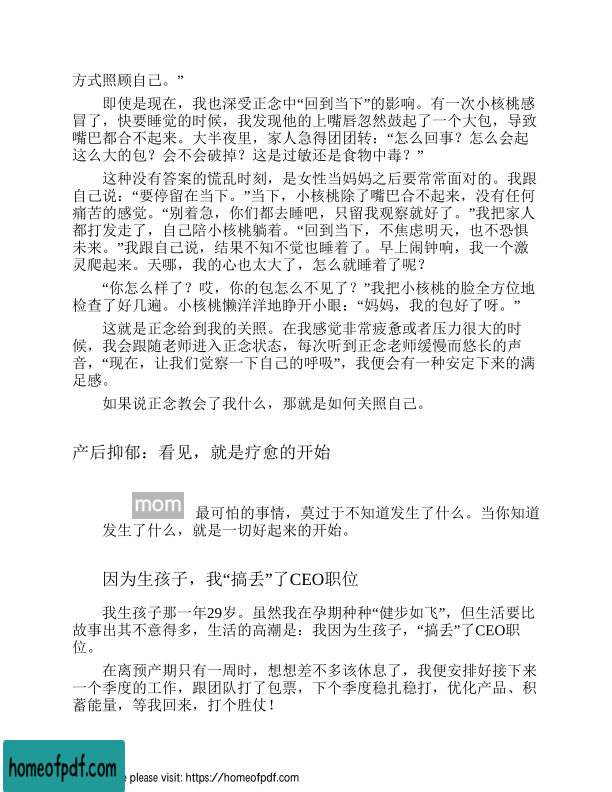 方式照顾自己。”
即使是现在，我也深受正念中“回到当下”的影响。有一次小核桃感
冒了，快要睡觉的时候，我发现他的上嘴唇忽然鼓起了一个大包，导致
嘴巴都合不起来。大半夜里，家人急得团团转：“怎么回事？怎么会起
这么大的包？会不会破掉？这是过敏还是食物中毒？”
这种没有答案的慌乱时刻，是女性当妈妈之后要常常面对的。我跟
自己说：“要停留在当下。”当下，小核桃除了嘴巴合不起来，没有任何
痛苦的感觉。“别着急，你们都去睡吧，只留我观察就好了。”我把家人
都打发走了，自己陪小核桃躺着。“回到当下，不焦虑明天，也不恐惧
未来。”我跟自己说，结果不知不觉也睡着了。早上闹钟响，我一个激
灵爬起来。天哪，我的心也太大了，怎么就睡着了呢？
“你怎么样了？哎，你的包怎么不见了？”我把小核桃的脸全方位地
检查了好几遍。小核桃懒洋洋地睁开小眼：“妈妈，我的包好了呀。”
这就是正念给到我的关照。在我感觉非常疲惫或者压力很大的时
候，我会跟随老师进入正念状态，每次听到正念老师缓慢而悠长的声
音，“现在，让我们觉察一下自己的呼吸”，我便会有一种安定下来的满
足感。
如果说正念教会了我什么，那就是如何关照自己。
产后抑郁：看见，就是疗愈的开始
mom 最可怕的事情，莫过于不知道发生了什么。当你知道
发生了什么，就是一切好起来的开始。
因为生孩子，我“搞丢”了CEO职位
我生孩子那一年29岁。虽然我在孕期种种“健步如飞”，但生活要比
故事出其不意得多，生活的高潮是：我因为生孩子，“搞丢”了CEO职
位。
在离预产期只有一周时，想想差不多该休息了，我便安排好接下来
一个季度的工作，跟团队打了包票，下个季度稳扎稳打，优化产品、积
蓄能量，等我回来，打个胜仗！
homeofpdf.com
please visit: https://homeofpdf.com